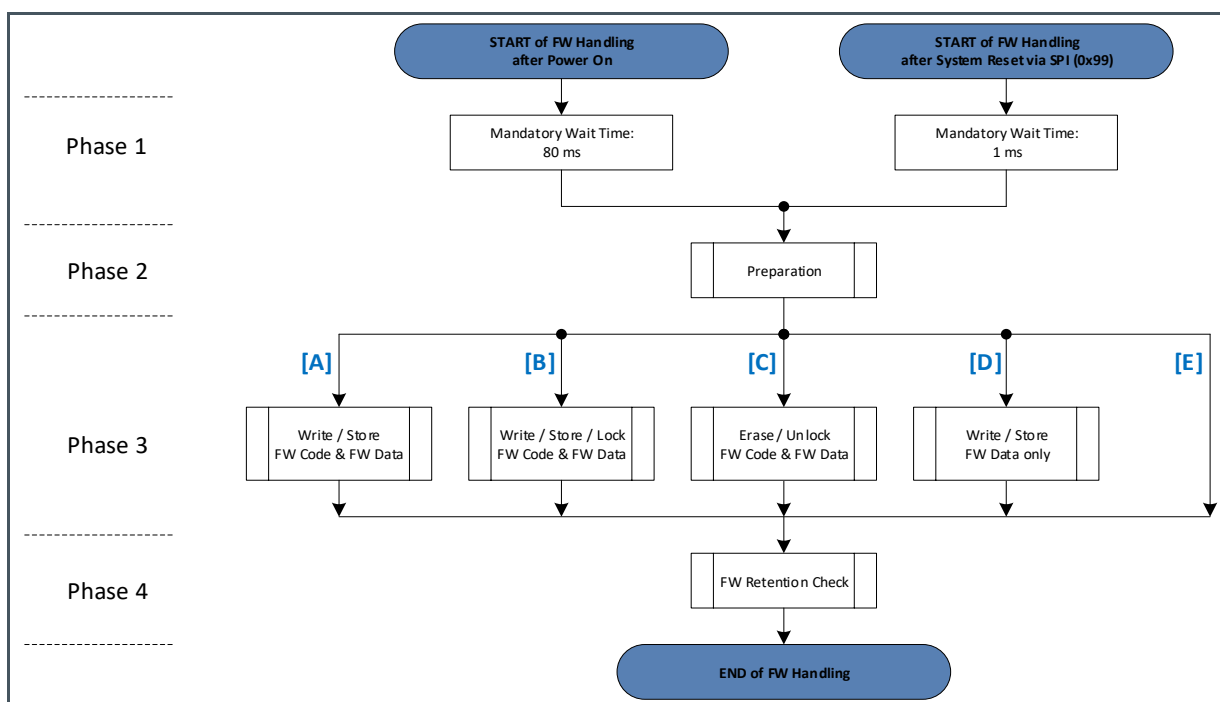 START of FW Handling
after Power On
START of FW Handling
after System Reset via SPI (0x99)
Phase 1
Mandatory Wait Time:
80 ms
Mandatory Wait Time:
1 ms
Phase 2
Preparation
[A]
[B]
[C]
[D]
[E]
Phase 3
Write / Store
FW Code & FW Data
Write / Store / Lock
FW Code & FW Data
Erase / Unlock
FW Code & FW Data
Write / Store
FW Data only
Phase 4
FW Retention Check
END of FW Handling